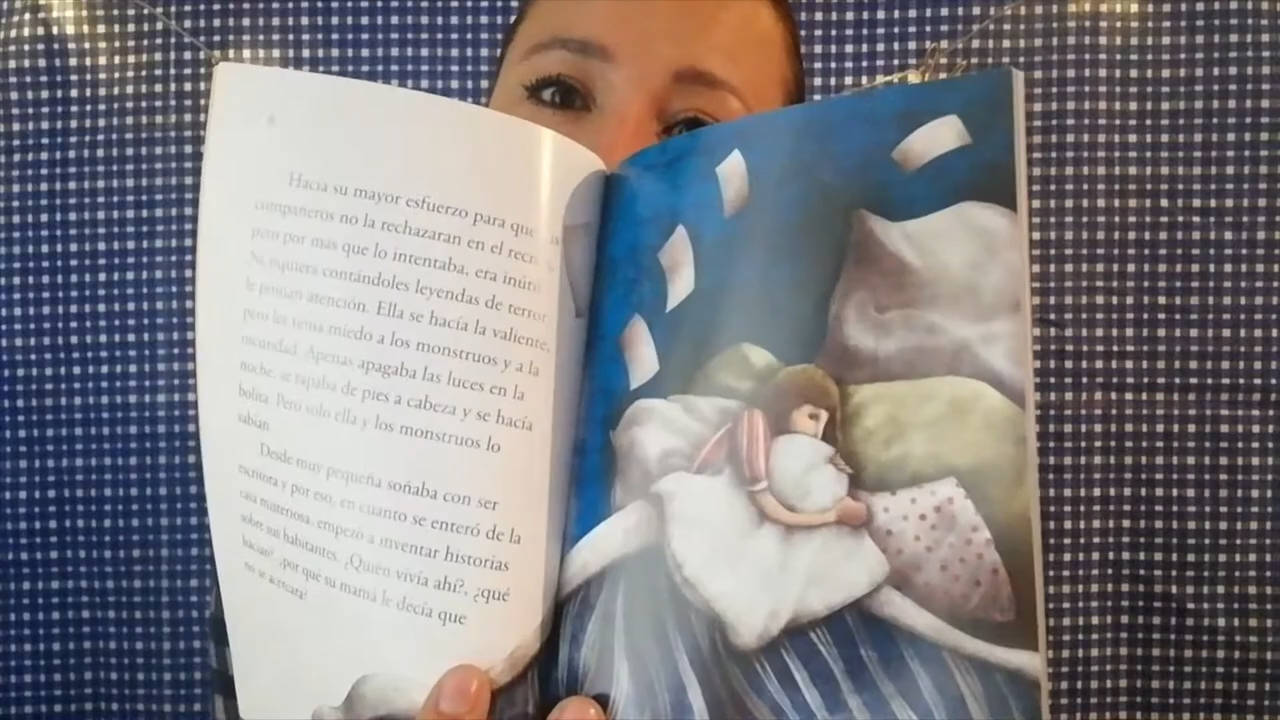 Hacía su mayor esfuerzo para que
compañeros no la rechazaran en el
pero por más que lo intentaba, era
Ni siquiera contándoles leyendas de terror
le ponían atención. Ella se hacía la valiente,
pero les tenía miedo a los monstruos y a la
oscuridad. Apenas apagaba las luces en la
noche, se tapaba de pies a cabeza y se hacía
bolita. Pero solo ella y los monstruos lo
sabían.
Desde muy pequeña soñaba con ser
escritora y por eso, en cuanto se enteró de la
casa misteriosa, empezó a inventar historias
sobre sus habitantes. ¿Quién vivía ahí?, ¿qué
hacían?, ¿por qué su mamá le decía que
no se acercara?